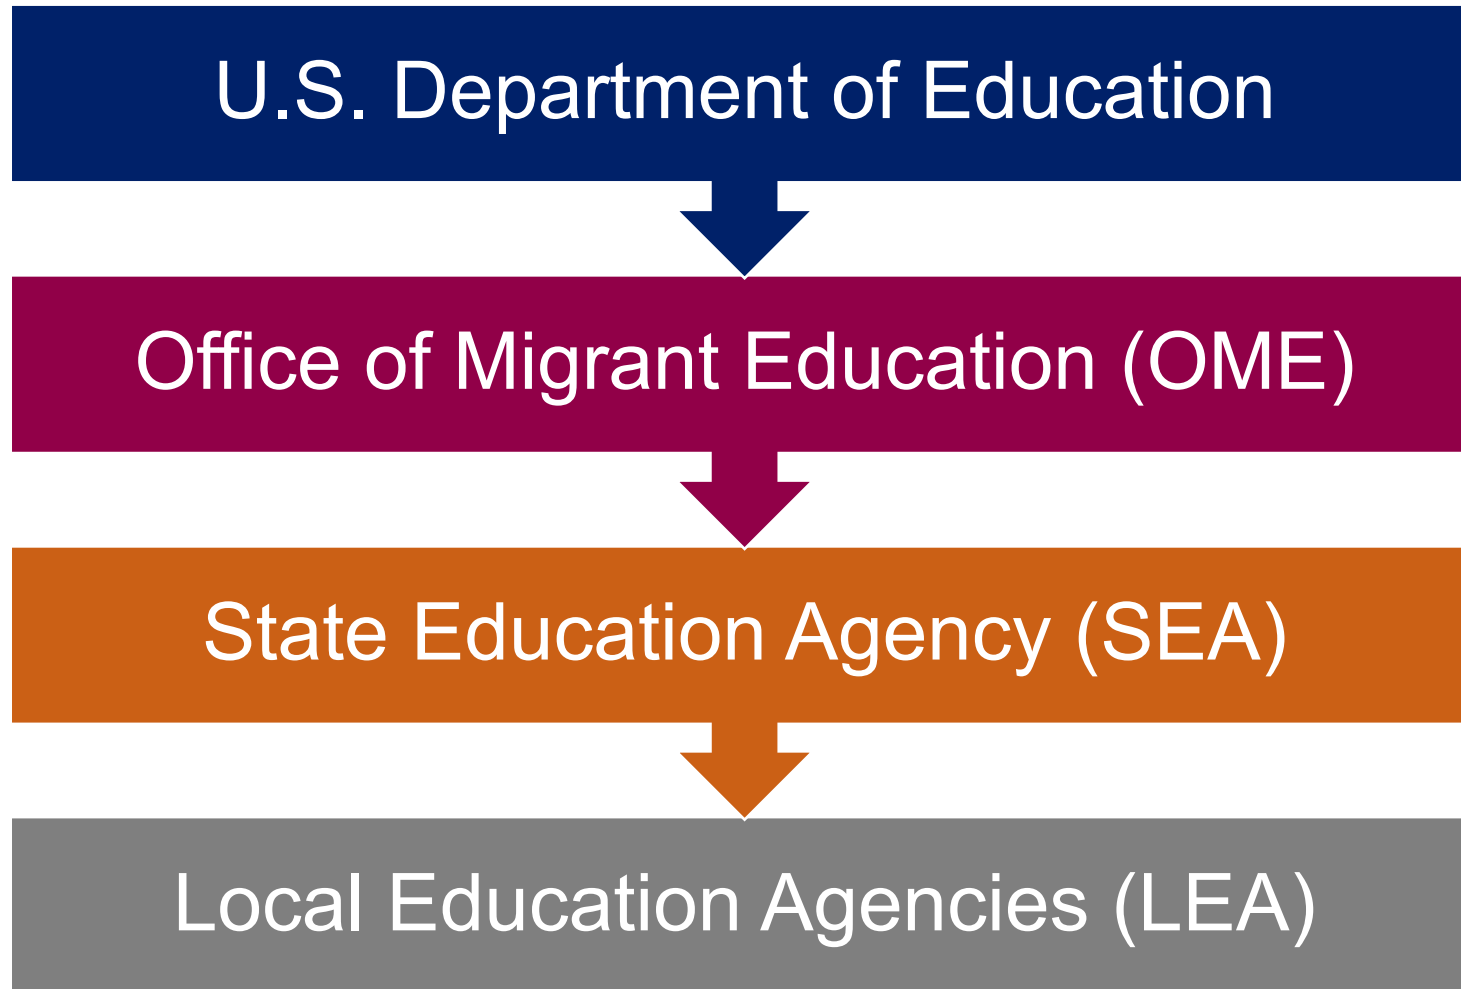 U.S. Department of Education
Office of Migrant Education (OME)
State Education Agency (SEA)
Local Education Agencies (LEA)